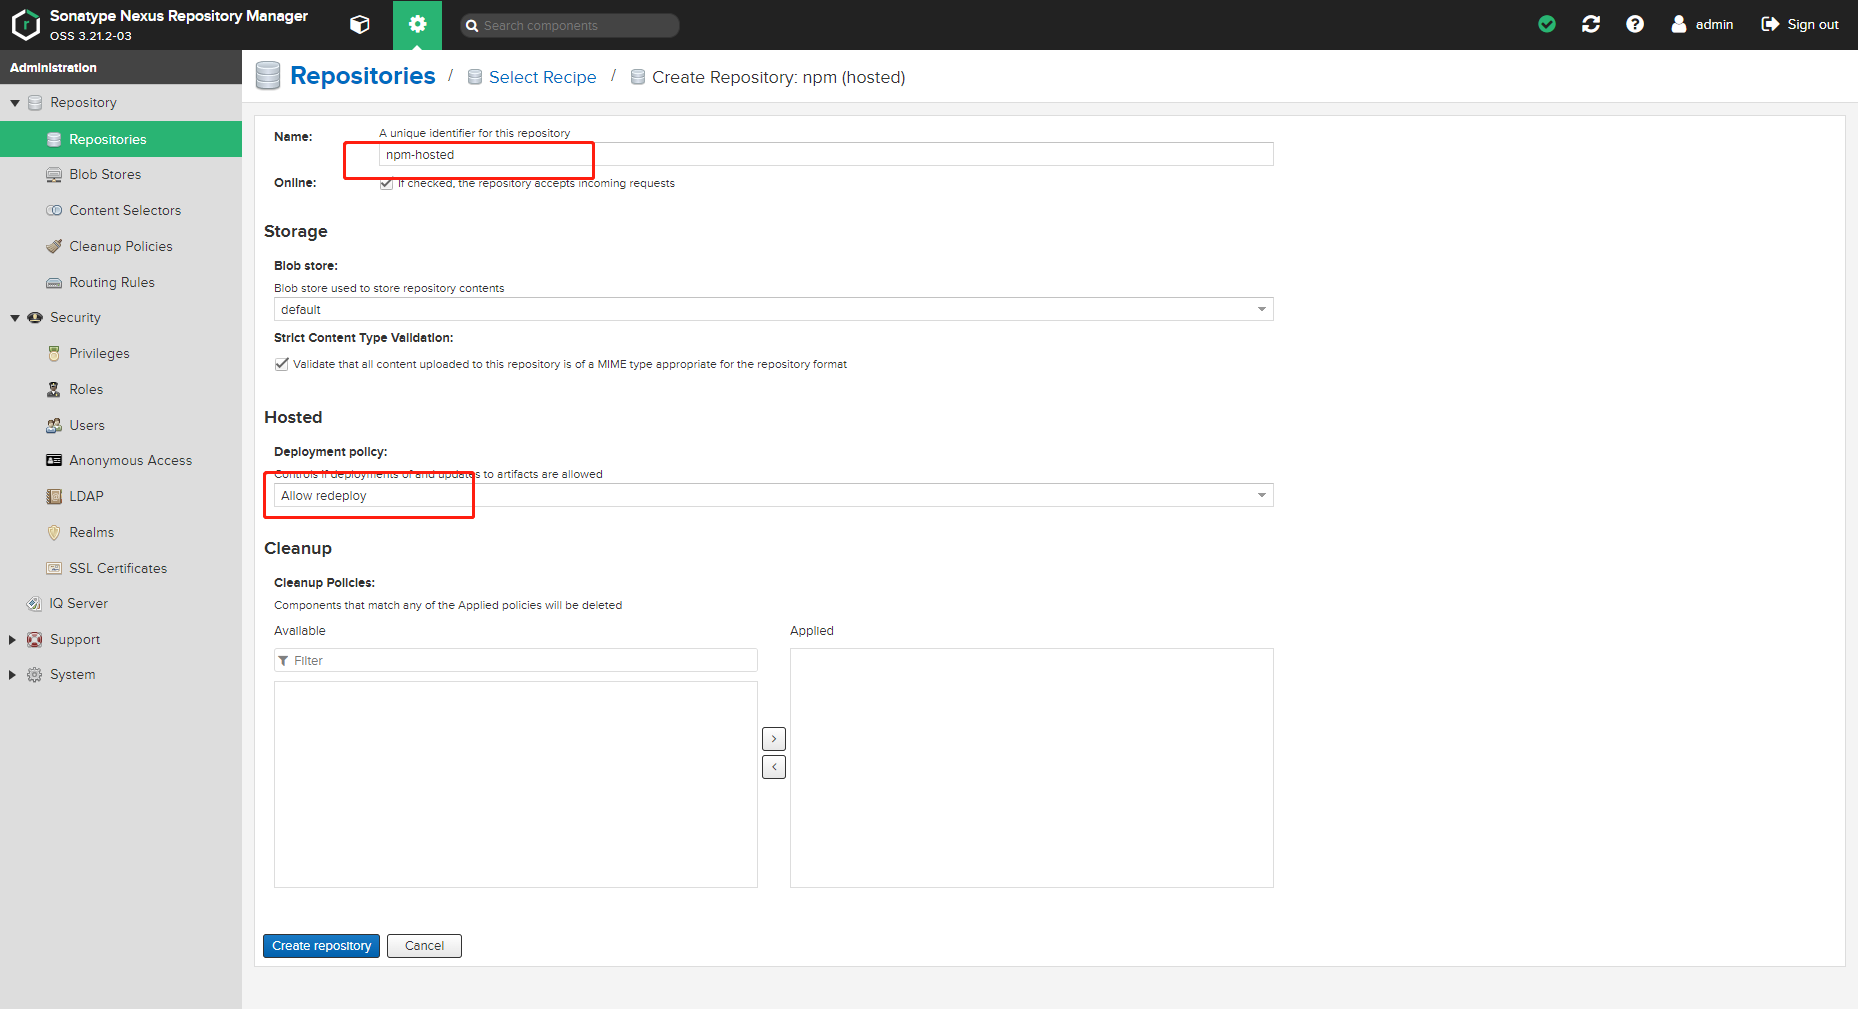 Sonatype Nexus Repository Manager
OSS 3.21.2-03
Search components
admin
Sign out
Administration
Repository
Repositories
Blob Stores
Content Selectors
Cleanup Policies
Routing Rules
Security
Privileges
Roles
Users
Anonymous Access
LDAP
Realms
SSL Certificates
IQ Server
Support
System
Repositories / Select Recipe / Create Repository: npm (hosted)
Name:
A unique identifier for this repository
npm-hosted
Online:
If checked, the repository accepts incoming requests
Storage
Blob store:
Blob store used to store repository contents
default
Strict Content Type Validation:
Validate that all content uploaded to this repository is of a MIME type appropriate for the repository format
Hosted
Deployment policy:
Controls if deployments of and updates to artifacts are allowed
Allow redeploy
Cleanup
Cleanup Policies:
Components that match any of the Applied policies will be deleted
Available
Applied
Filter
>
<
Create repository
Cancel